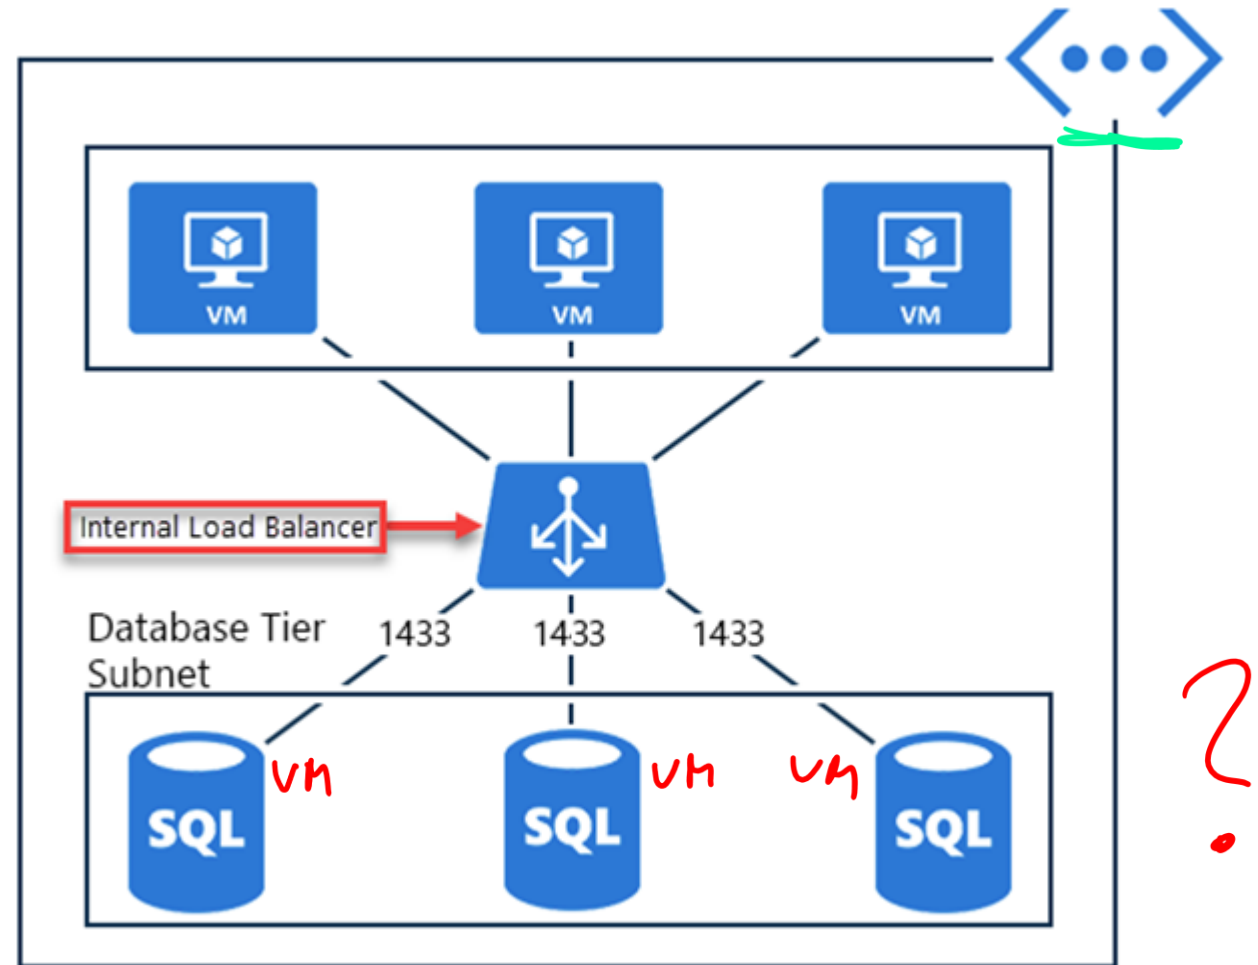 VM VM VM
Internal Load Balancer
Database Tier
Subnet
1433 1433 1433
VM VM VM
SQL SQL SQL
?